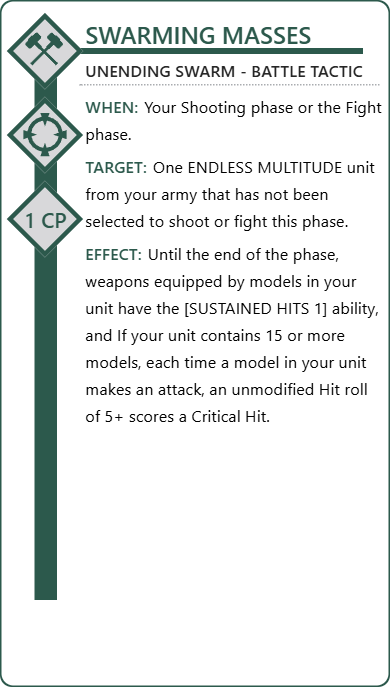 SWARMING MASSES
UNENDING SWARM - BATTLE TACTIC
WHEN: Your Shooting phase or the Fight
phase.
TARGET: One ENDLESS MULTITUDE unit
from your army that has not been
selected to shoot or fight this phase.
1 CP
EFFECT: Until the end of the phase,
weapons equipped by models in your
unit have the [SUSTAINED HITS 1] ability,
and If your unit contains 15 or more
models, each time a model in your unit
makes an attack, an unmodified Hit roll
of 5+ scores a Critical Hit.